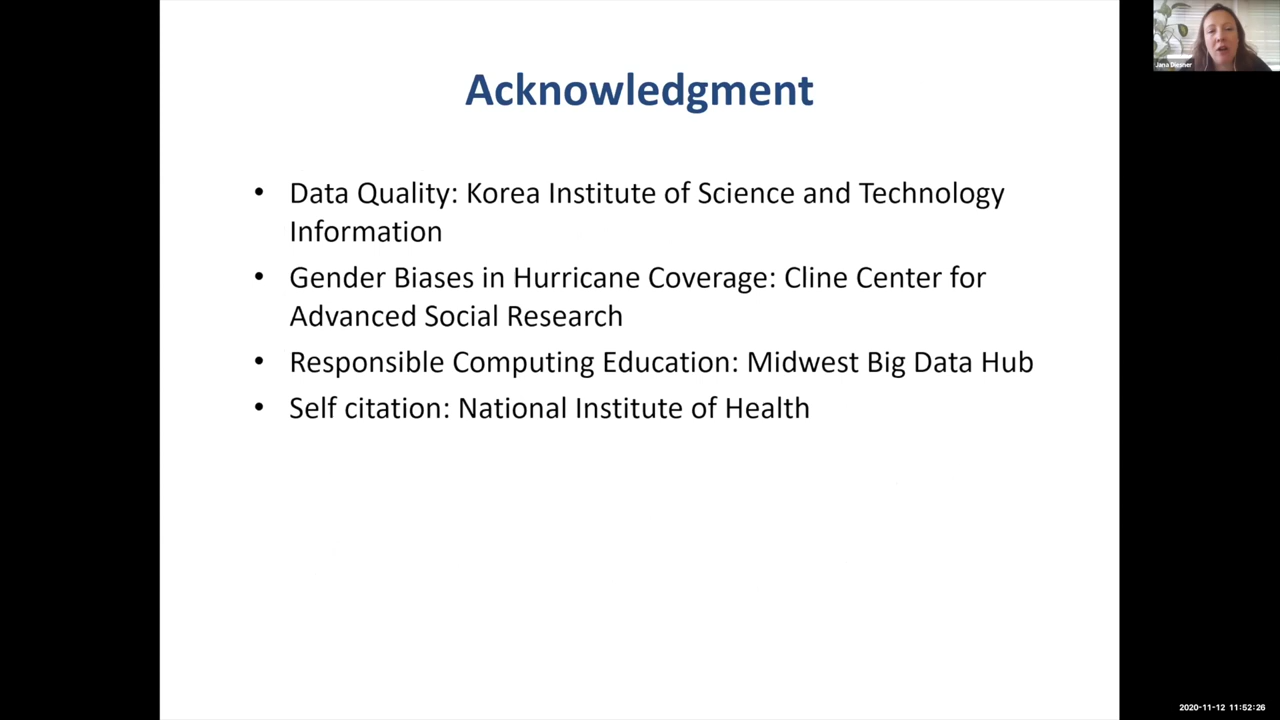 Acknowledgment
• Data Quality: Korea Institute of Science and Technology
Information
• Gender Biases in Hurricane Coverage: Cline Center for
Advanced Social Research
• Responsible Computing Education: Midwest Big Data Hub
• Self citation: National Institute of Health
Jana Diesner
2020-11-12 11:52:26